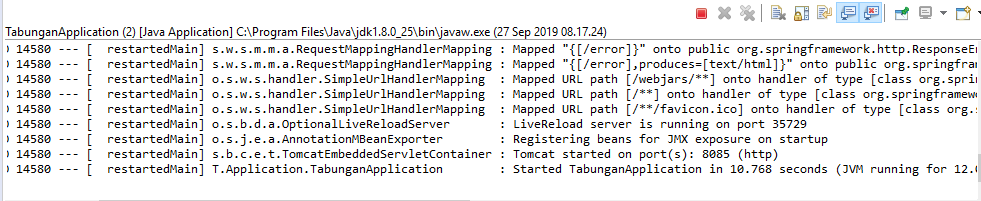 TabunganApplication (2) [Java Application] C:\Program Files\Java\jdk1.8.0_25\bin\javaw.exe (27 Sep 2019 08.17.24)
14580 --- [ restartedMain] s.w.s.m.m.a.RequestMappingHandlerMapping : Mapped "{[/error]}" onto public org.springframework.http.ResponseEn
14580 --- [ restartedMain] s.w.s.m.m.a.RequestMappingHandlerMapping : Mapped "{[/error],produces=[text/html]}" onto public org.springfram
14580 --- [ restartedMain] o.s.w.s.handler.SimpleUrlHandlerMapping : Mapped URL path [/webjars/**] onto handler of type [class org.spri
14580 --- [ restartedMain] o.s.w.s.handler.SimpleUrlHandlerMapping : Mapped URL path [/**] onto handler of type [class org.springframew
14580 --- [ restartedMain] o.s.w.s.handler.SimpleUrlHandlerMapping : Mapped URL path [/**/favicon.ico] onto handler of type [class org.
14580 --- [ restartedMain] o.s.b.d.a.OptionalLiveReloadServer : LiveReload server is running on port 35729
14580 --- [ restartedMain] o.s.j.e.a.AnnotationMBeanExporter : Registering beans for JMX exposure on startup
14580 --- [ restartedMain] s.b.c.e.t.TomcatEmbeddedServletContainer : Tomcat started on port(s): 8085 (http)
14580 --- [ restartedMain] T.Application.TabunganApplication : Started TabunganApplication in 10.768 seconds (JVM running for 12.